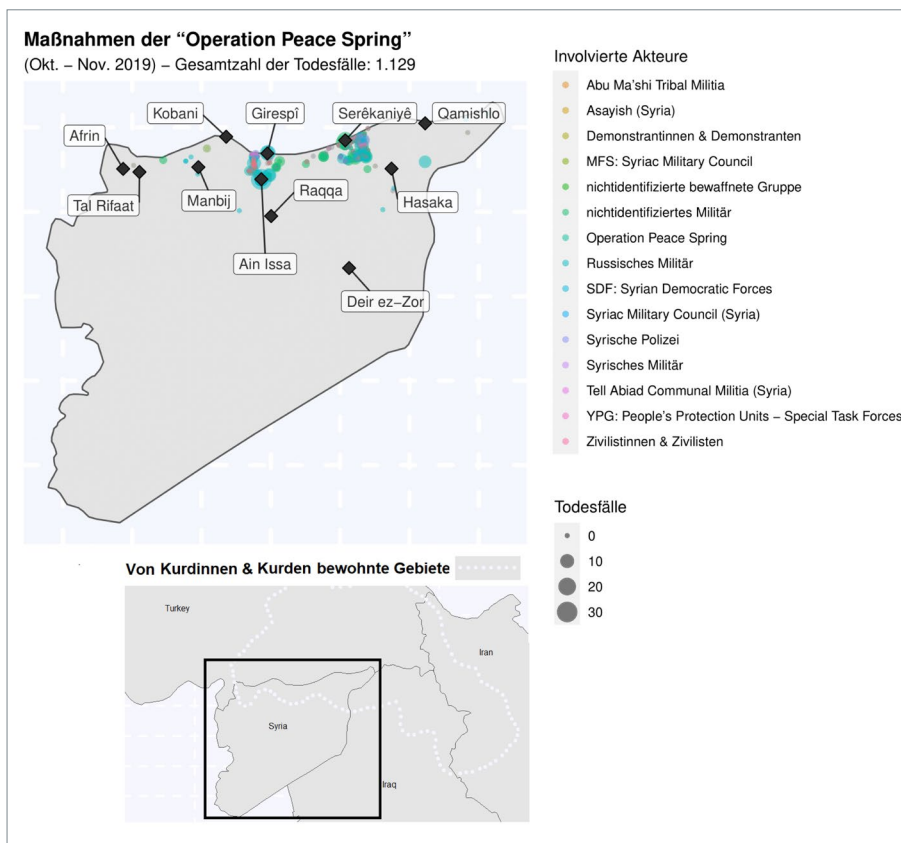 Maßnahmen der “Operation Peace Spring”
(Okt. – Nov. 2019) – Gesamtzahl der Todesfälle: 1.129
Kobani
Girespî
Serêkaniyê
Qamishlo
Afrin
Tal Rifaat
Manbij
Raqqa
Hasaka
Ain Issa
Deir ez–Zor
Involvierte Akteure
Abu Ma’shi Tribal Militia
Asayish (Syria)
Demonstrantinnen & Demonstranten
MFS: Syriac Military Council
nichtidentifizierte bewaffnete Gruppe
nichtidentifiziertes Militär
Operation Peace Spring
Russisches Militär
SDF: Syrian Democratic Forces
Syriac Military Council (Syria)
Syrische Polizei
Syrisches Militär
Tell Abiad Communal Militia (Syria)
YPG: People’s Protection Units – Special Task Forces
Zivilistinnen & Zivilisten
Todesfälle
0
10
20
30
Von Kurdinnen & Kurden bewohnte Gebiete
Turkey
Iran
Syria
Iraq